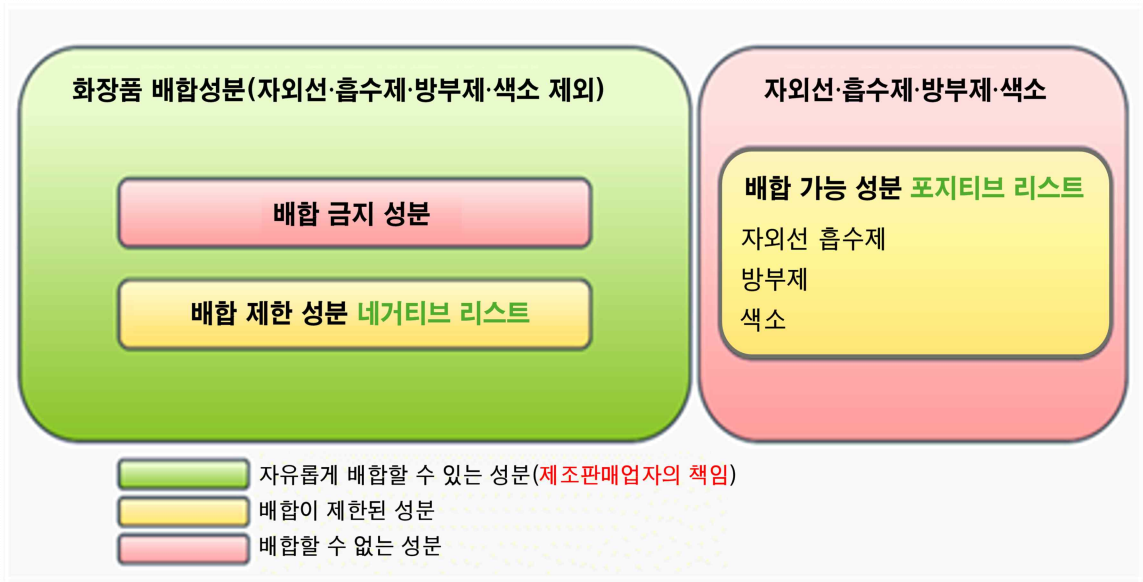 화장품 배합성분(자외선·흡수제·방부제·색소 제외)
배합 금지 성분
배합 제한 성분 네거티브 리스트
자외선·흡수제·방부제·색소
배합 가능 성분 포지티브 리스트
자외선 흡수제
방부제
색소
자유롭게 배합할 수 있는 성분(제조판매업자의 책임)
배합이 제한된 성분
배합할 수 없는 성분